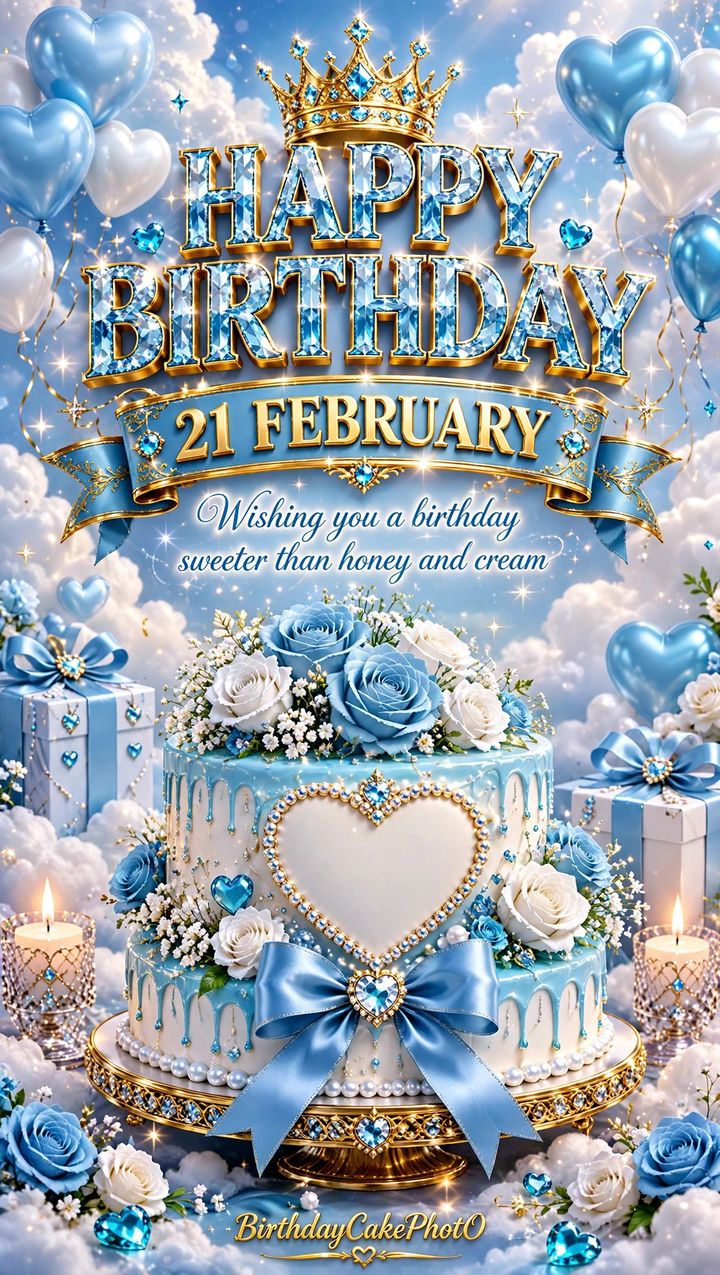 HAPPY
BIRTHDAY
21 FEBRUARY
Wishing you a birthday
sweeter than honey and cream
BirthdayCakePhotO